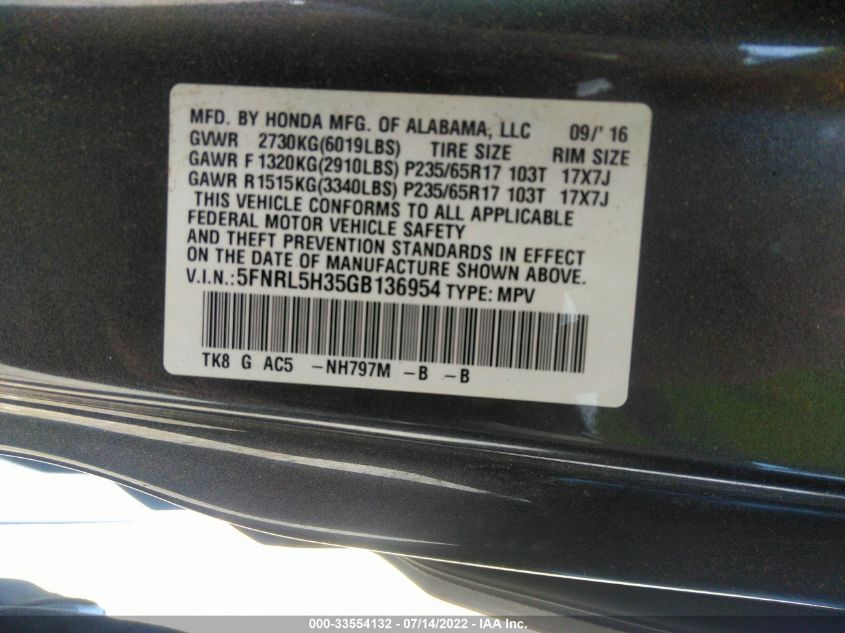 MFD. BY HONDA MFG. OF ALABAMA, LLC 09/' 16
GVWR 2730KG(6019LBS) TIRE SIZE RIM SIZE
GAWR F 1320KG(2910LBS) P235/65R17 103T 17X7J
GAWR R1515KG(3340LBS) P235/65R17 103T 17X7J
THIS VEHICLE CONFORMS TO ALL APPLICABLE
FEDERAL MOTOR VEHICLE SAFETY
AND THEFT PREVENTION STANDARDS IN EFFECT
ON THE DATE OF MANUFACTURE SHOWN ABOVE.
V.I.N.:5FNRL5H35GB136954 TYPE: MPV
TK8 G AC5 -NH797M -B -B
000-33554132 - 07/14/2022 - IAA Inc.